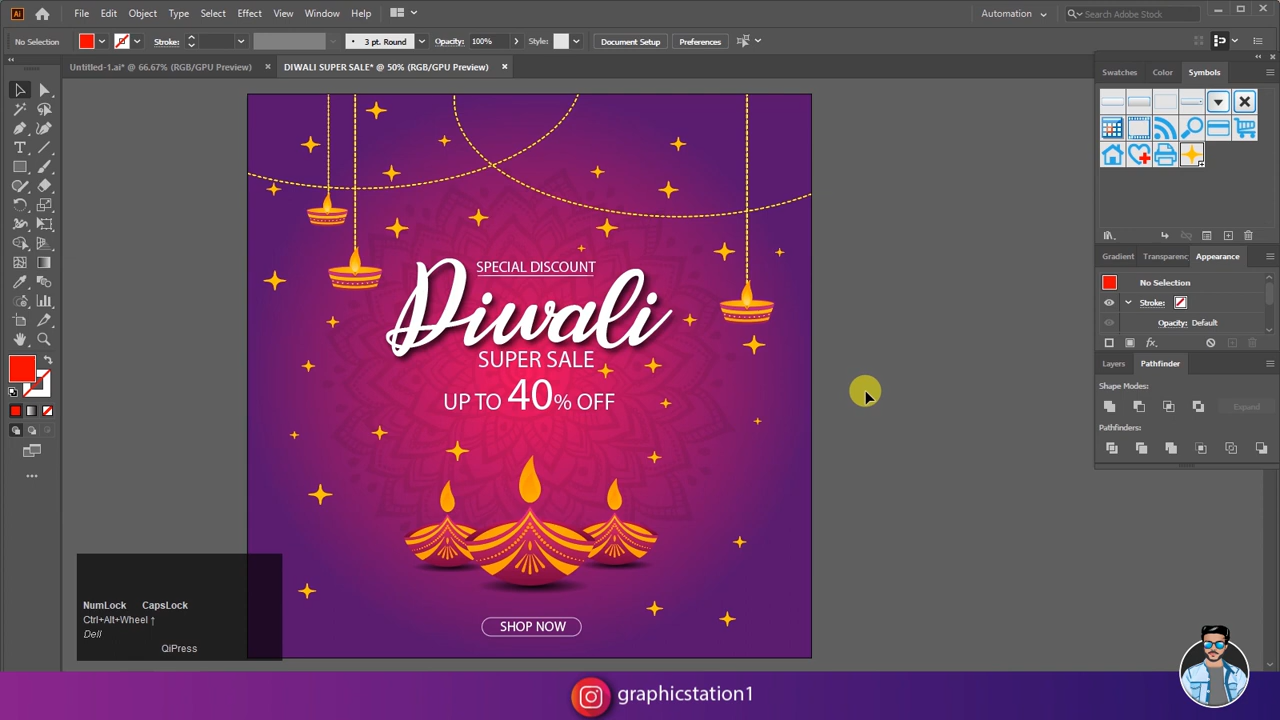 Ai
File Edit Object Type Select Effect View Window Help
Automation
Search Adobe Stock
No Selection
Stroke:
3 pt. Round
Opacity: 100%
Style:
Document Setup
Preferences
Untitled-1.ai* @ 66.67% (RGB/GPU Preview)
DIWALI SUPER SALE* @ 50% (RGB/GPU Preview)
Swatches Color Symbols
Gradient Transparenc Appearance
No Selection
Stroke:
Opacity: Default
fx
Layers Pathfinder
Shape Modes:
Expand
Pathfinders:
SPECIAL DISCOUNT
Diwali
SUPER SALE
UP TO 40% OFF
SHOP NOW
NumLock CapsLock
Ctrl+Alt+Wheel ↑
Dell
QiPress
graphicstation1